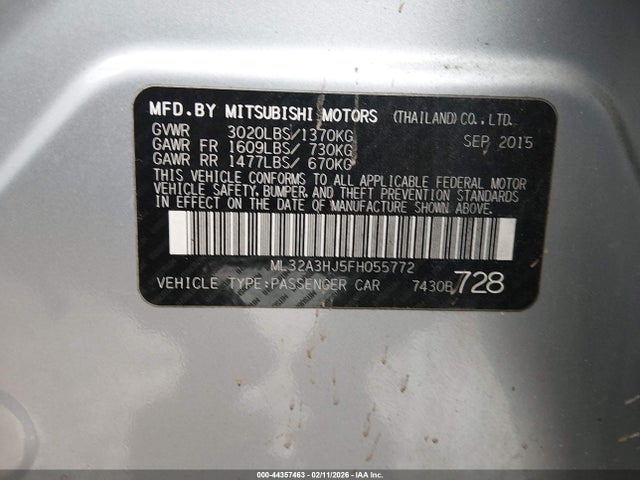 MFD. BY MITSUBISHI MOTORS (THAILAND) CO., LTD.
GVWR 3020LBS/1370KG SEP 2015
GAWR FR 1609LBS/ 730KG
GAWR RR 1477LBS/ 670KG
THIS VEHICLE CONFORMS TO ALL APPLICABLE FEDERAL MOTOR
VEHICLE SAFETY, BUMPER, AND THEFT PREVENTION STANDARDS
IN EFFECT ON THE DATE OF MANUFACTURE SHOWN ABOVE.
ML32A3HJ5FH055772
VEHICLE TYPE:PASSENGER CAR 7430B 728
000-44357463 - 02/11/2026 - IAA Inc.